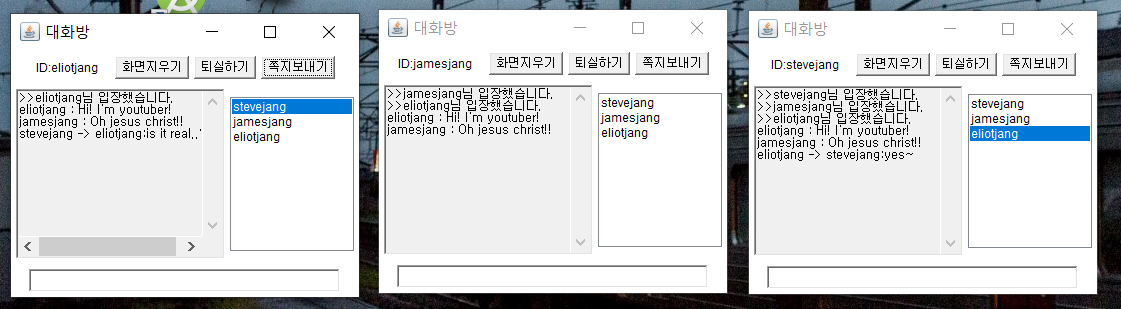 대화방
ID:eliotjang 화면지우기 퇴실하기 쪽지보내기
>>eliotjang님 입장했습니다.
eliotjang : Hi! I'm youtuber!
jamesjang : Oh jesus christ!!
stevejang -> eliotjang:is it real,,
stevejang
jamesjang
eliotjang
대화방
ID:jamesjang 화면지우기 퇴실하기 쪽지보내기
>>jamesjang님 입장했습니다.
>>eliotjang님 입장했습니다.
eliotjang : Hi! I'm youtuber!
jamesjang : Oh jesus christ!!
stevejang
jamesjang
eliotjang
대화방
ID:stevejang 화면지우기 퇴실하기 쪽지보내기
>>stevejang님 입장했습니다.
>>jamesjang님 입장했습니다.
>>eliotjang님 입장했습니다.
eliotjang : Hi! I'm youtuber!
jamesjang : Oh jesus christ!!
eliotjang -> stevejang:yes~
stevejang
jamesjang
eliotjang